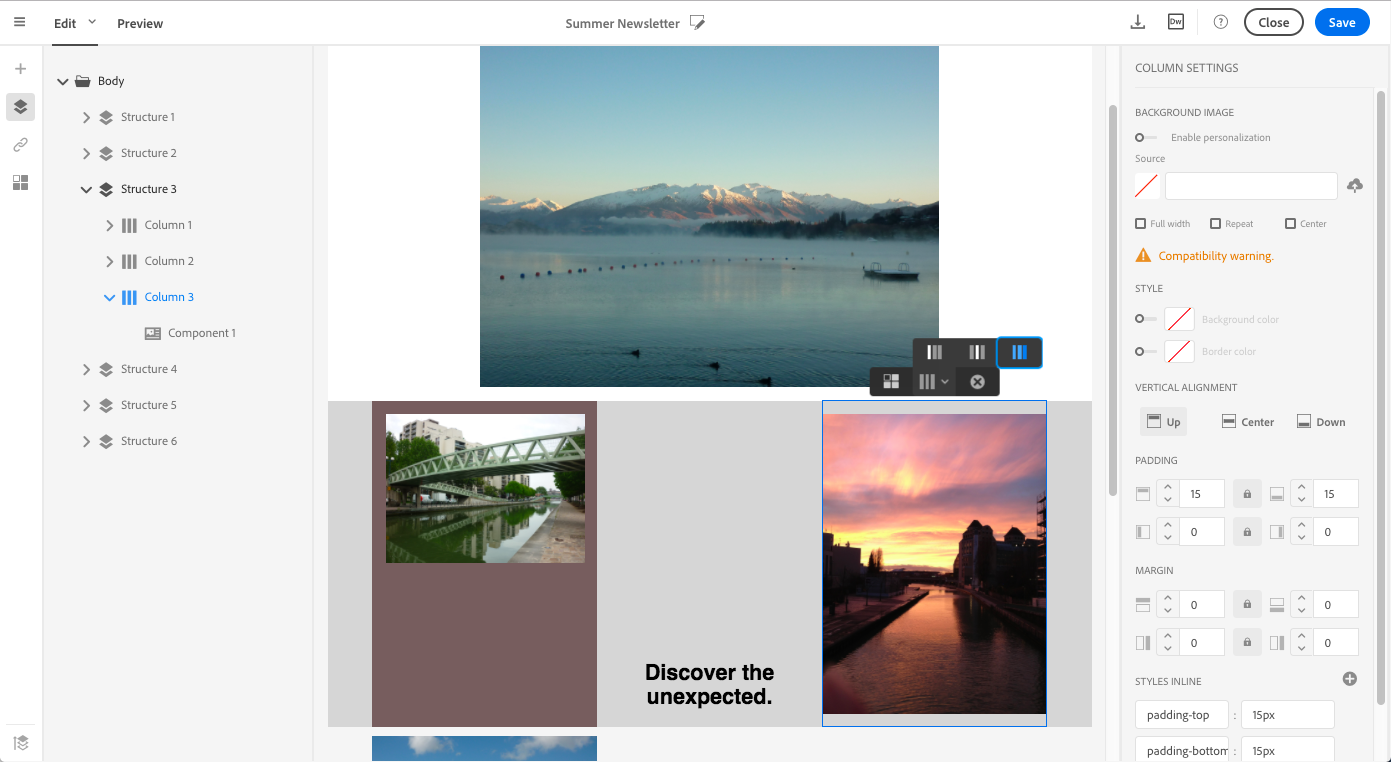 Edit
Preview
Summer Newsletter
Dw
?
Close
Save
Body
Structure 1
Structure 2
Structure 3
Column 1
Column 2
Column 3
Component 1
Structure 4
Structure 5
Structure 6
Discover the
unexpected.
COLUMN SETTINGS
BACKGROUND IMAGE
Enable personalization
Source
Full width Repeat Center
Compatibility warning.
STYLE
Background color
Border color
VERTICAL ALIGNMENT
Up Center Down
PADDING
15 15
0 0
MARGIN
0 0
0 0
STYLES INLINE
padding-top : 15px
padding-bottom : 15px